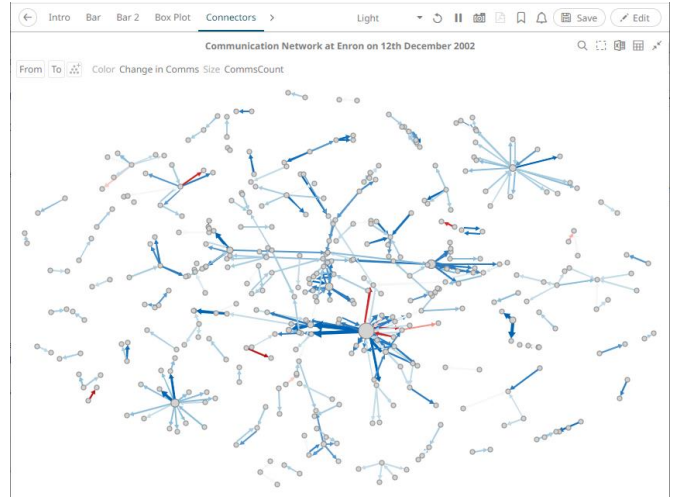 Intro Bar Bar 2 Box Plot Connectors Light Save Edit
Communication Network at Enron on 12th December 2002
From To Color Change in Comms Size CommsCount